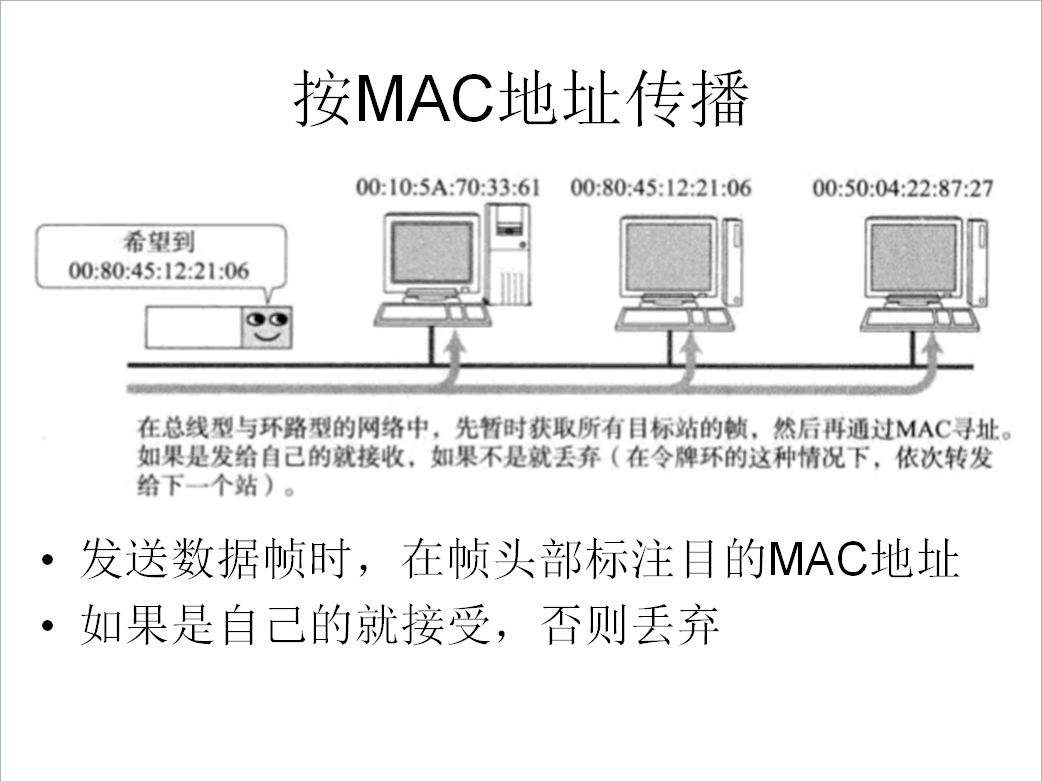 按MAC地址传播
00:10:5A:70:33:61 00:80:45:12:21:06 00:50:04:22:87:27
希望到
00:80:45:12:21:06
在总线型与环路型的网络中，先暂时获取所有目标站的帧，然后再通过MAC寻址。
如果是发给自己的就接收，如果不是就丢弃（在令牌环的这种情况下，依次转发
给下一个站）。
• 发送数据帧时，在帧头部标注目的MAC地址
• 如果是自己的就接受，否则丢弃